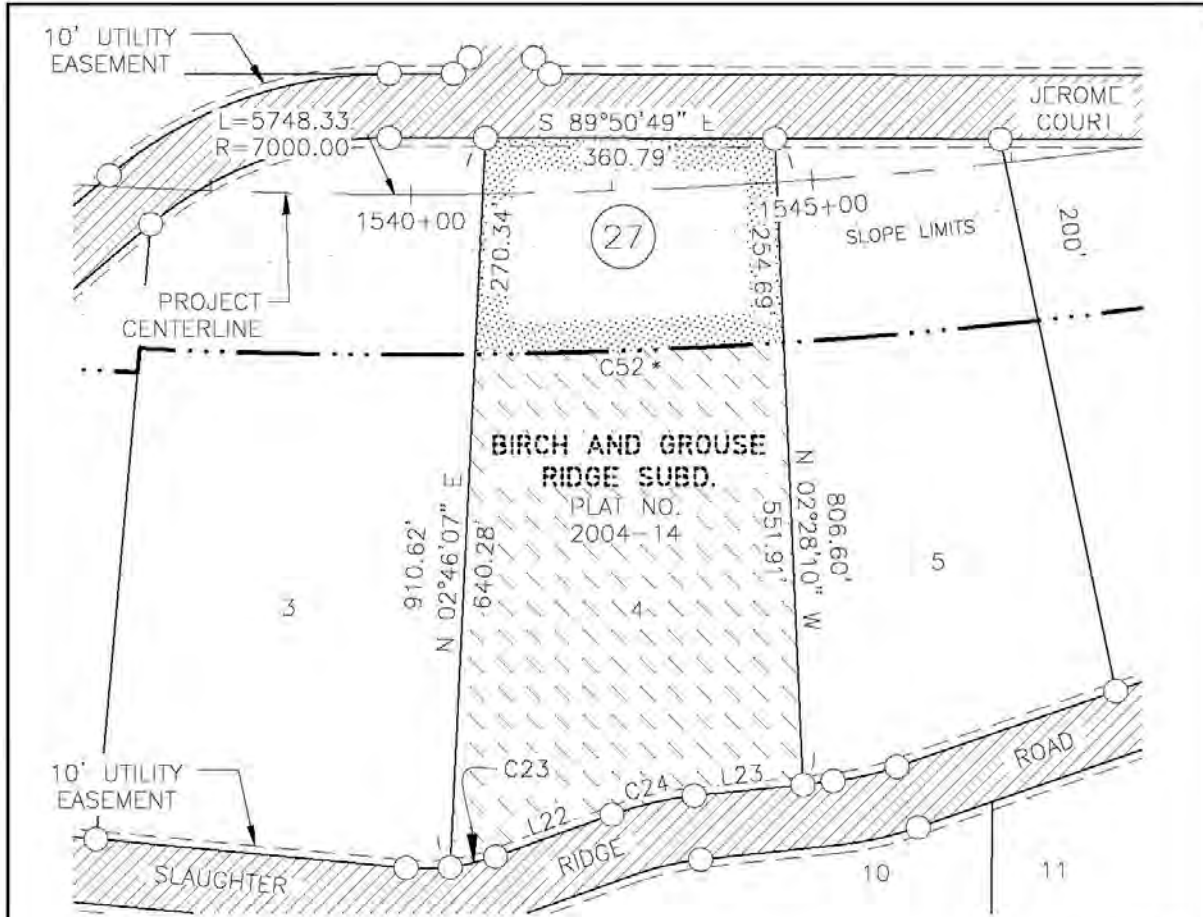 10' UTILITY
EASEMENT
JEROME
COURT
L=5748.33
R=7000.00
S 89°50'49" E
360.79'
1540+00
1545+00
27
270.34'
254.69'
SLOPE LIMITS
200'
PROJECT
CENTERLINE
C52*
BIRCH AND GROUSE
RIDGE SUBD.
PLAT NO.
2004-14
910.62'
N 02°46'07" E
640.28'
551.91'
N 02°28'10" W
806.60'
3
4
5
10' UTILITY
EASEMENT
C23
L22
C24
L23
SLAUGHTER
RIDGE
ROAD
10
11